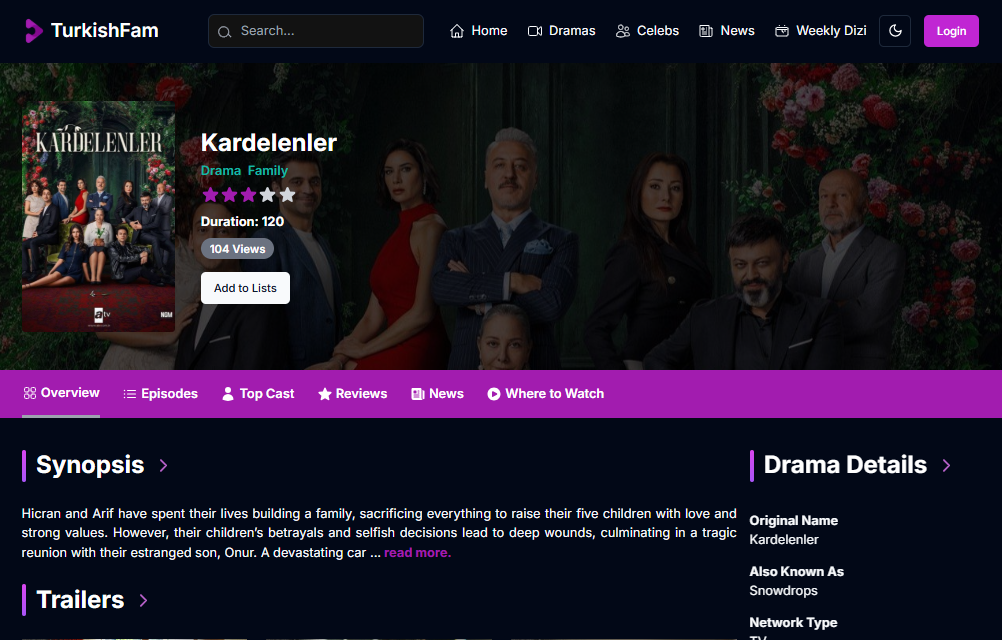 TurkishFam
Search...
Home
Dramas
Celebs
News
Weekly Dizi
Login
KARDELENLER
atv
NGM
Kardelenler
Drama Family
Duration: 120
104 Views
Add to Lists
Overview
Episodes
Top Cast
Reviews
News
Where to Watch
Synopsis
Hicran and Arif have spent their lives building a family, sacrificing everything to raise their five children with love and
strong values. However, their children's betrayals and selfish decisions lead to deep wounds, culminating in a tragic
reunion with their estranged son, Onur. A devastating car ... read more.
Trailers
Drama Details
Original Name
Kardelenler
Also Known As
Snowdrops
Network Type
TV